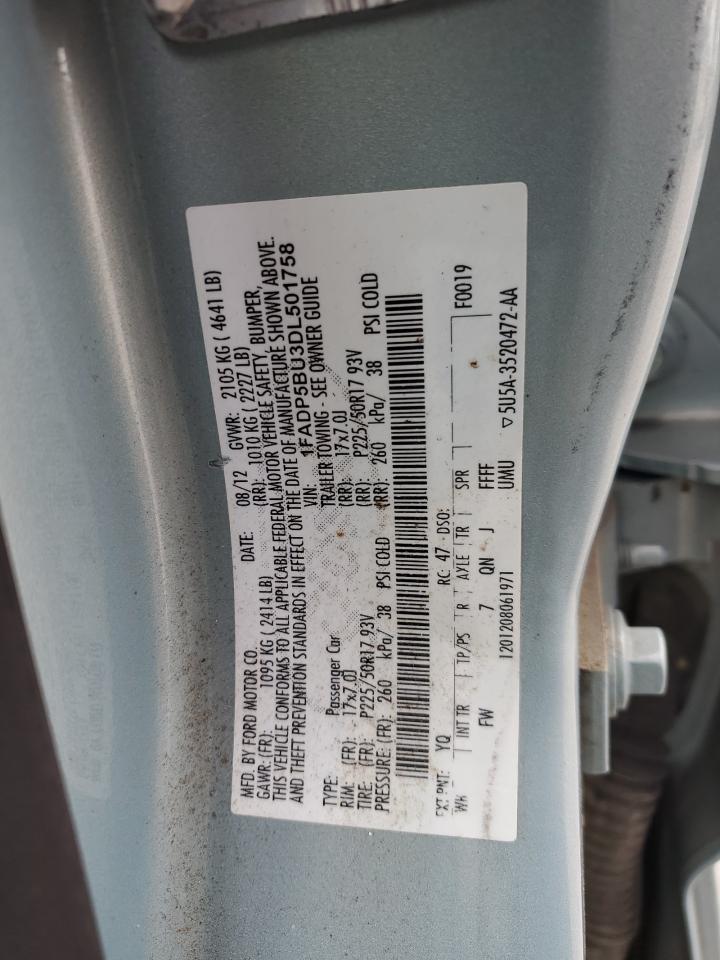 MFD. BY FORD MOTOR CO. DATE: 08/12 GVWR: 2105 KG ( 4641 LB)
GAWR: (FR): 1095 KG ( 2414 LB) (RR): 1010 KG ( 2227 LB)
THIS VEHICLE CONFORMS TO ALL APPLICABLE FEDERAL MOTOR VEHICLE SAFETY, BUMPER,
AND THEFT PREVENTION STANDARDS IN EFFECT ON THE DATE OF MANUFACTURE SHOWN ABOVE.
VIN: 1FADP5BU3DL501758
TYPE: Passenger Car TRAILER TOWING - SEE OWNER GUIDE
RIM: (FR): 17x7.0J (RR): 17x7.0J
TIRE: (FR): P225/50R17 93V (RR): P225/50R17 93V
PRESSURE: (FR): 260 kPa/ 38 PSI COLD (RR): 260 kPa/ 38 PSI COLD
EXT PNT: YQ RC: 47 DSO: F0019
WB INT TR TP/PS R AXLE TR SPR
FW 7 QN J FFFF
1201208061971 UMU
▽5U5A-3520472-AA